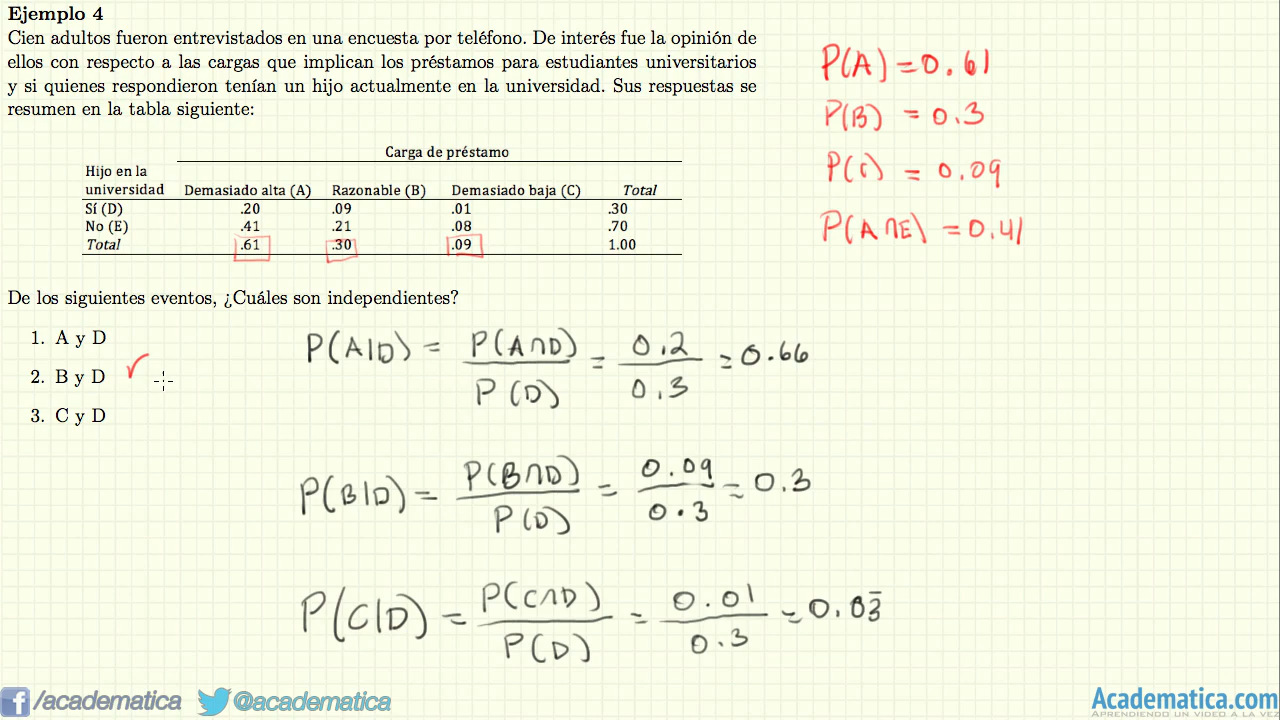 Ejemplo 4
Cien adultos fueron entrevistados en una encuesta por teléfono. De interés fue la opinión de
ellos con respecto a las cargas que implican los préstamos para estudiantes universitarios
y si quienes respondieron tenían un hijo actualmente en la universidad. Sus respuestas se
resumen en la tabla siguiente:
Carga de préstamo
Hijo en la
universidad Demasiado alta (A) Razonable (B) Demasiado baja (C) Total
Sí (D) .20 .09 .01 .30
No (E) .41 .21 .08 .70
Total .61 .30 .09 1.00
P(A) = 0.61
P(B) = 0.3
P(C) = 0.09
P(A∩E) = 0.41
De los siguientes eventos, ¿Cuáles son independientes?
1. A y D
2. B y D ✓
3. C y D
P(A|D) = P(A∩D) / P(D) = 0.2 / 0.3 = 0.66
P(B|D) = P(B∩D) / P(D) = 0.09 / 0.3 = 0.3
P(C|D) = P(C∩D) / P(D) = 0.01 / 0.3 = 0.03̅
/academatica @academatica
Academatica.com
APRENDIENDO UN VIDEO A LA VEZ